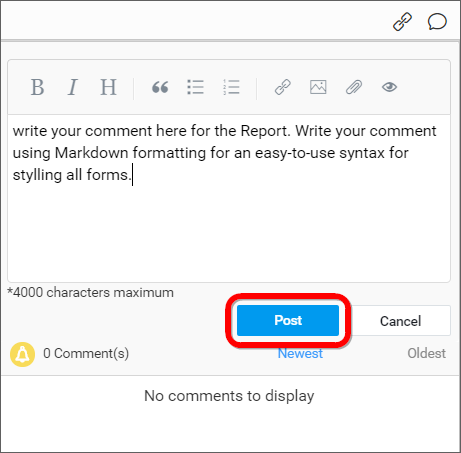 B I H
write your comment here for the Report. Write your comment
using Markdown formatting for an easy-to-use syntax for
stylling all forms.
*4000 characters maximum
Post Cancel
0 Comment(s) Newest Oldest
No comments to display